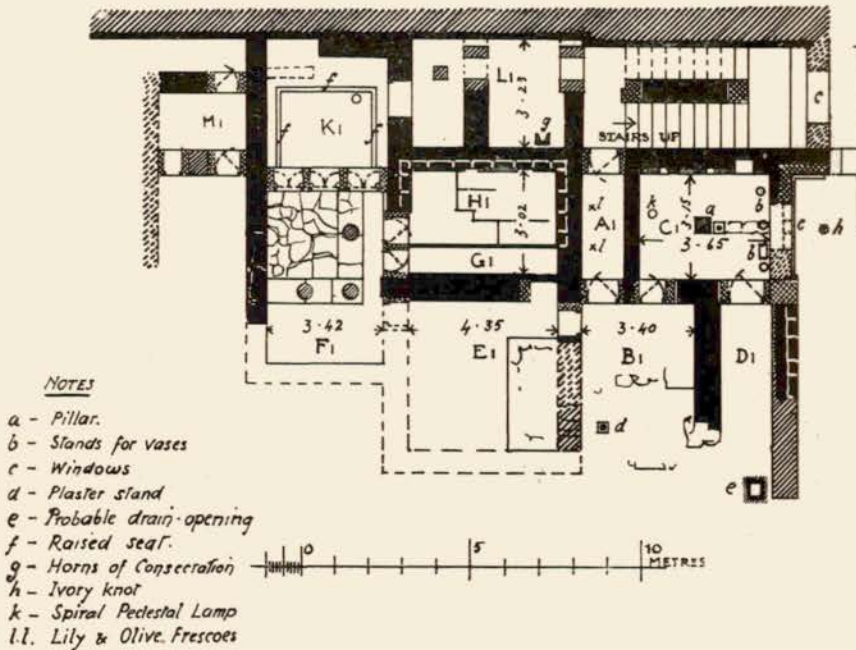 c
f
L1
M1
f
K1
f
3·23
g
STAIRS UP
H1
3·02
xl
A1
xl
k
C1
3·15
a
b
3·65
b
c
h
G1
3·42
F1
4·35
E1
3·40
B1
D1
d
e
NOTES
a - Pillar.
b - Stands for vases
c - Windows
d - Plaster stand
e - Probable drain-opening
f - Raised seat.
g - Horns of Consecration
h - Ivory knot
k - Spiral Pedestal Lamp
l.l. Lily & Olive. Frescoes
0 5 10
METRES